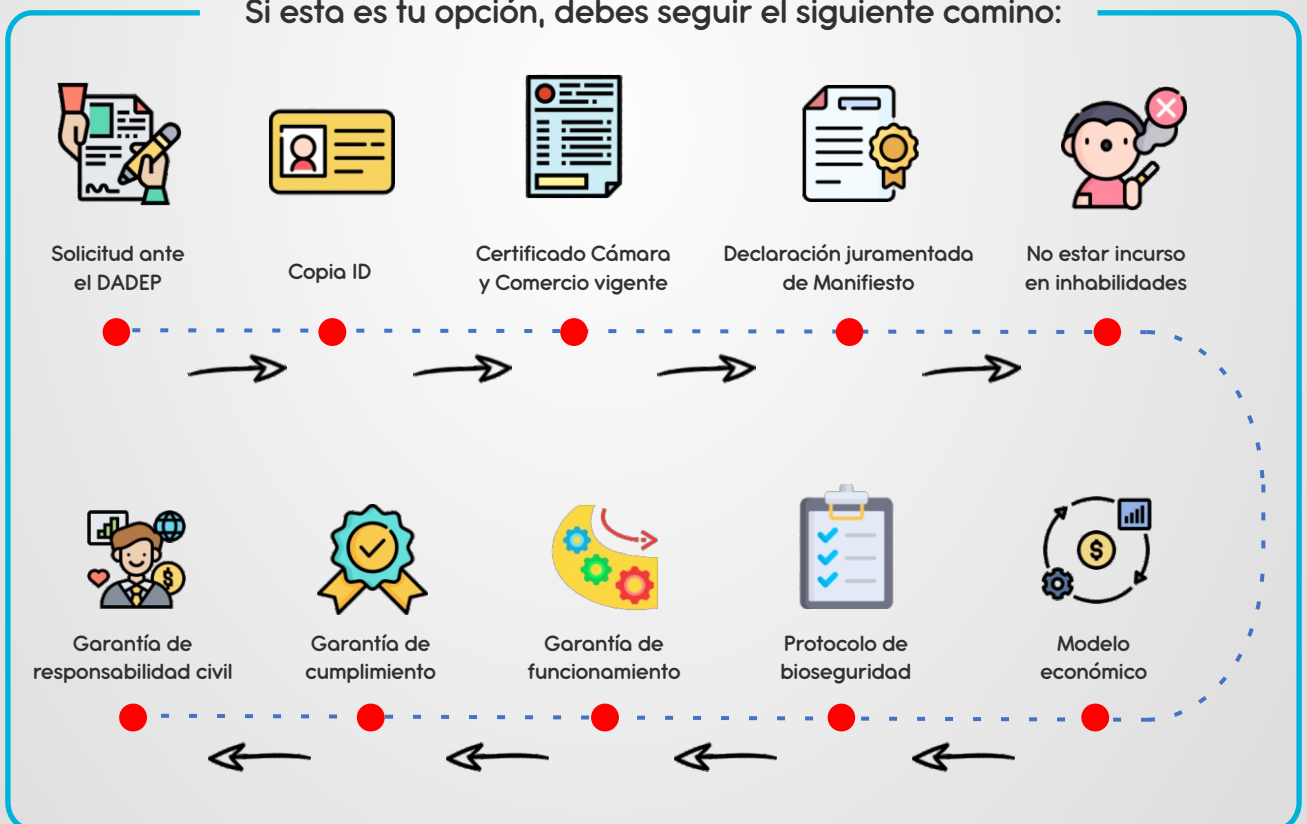 Si esta es tu opción, debes seguir el siguiente camino:
Solicitud ante
el DADEP
Copia ID
Certificado Cámara
y Comercio vigente
Declaración juramentada
de Manifiesto
No estar incurso
en inhabilidades
Modelo
económico
Protocolo de
bioseguridad
Garantía de
funcionamiento
Garantía de
cumplimiento
Garantía de
responsabilidad civil